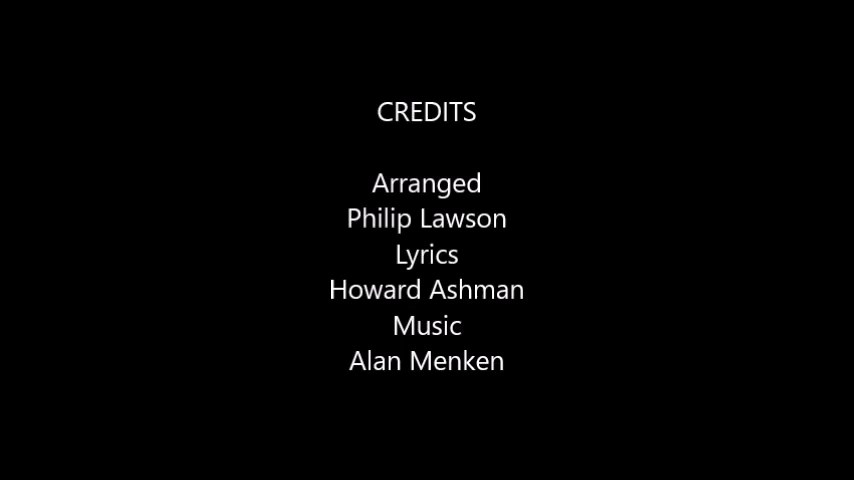 CREDITS
Arranged
Philip Lawson
Lyrics
Howard Ashman
Music
Alan Menken